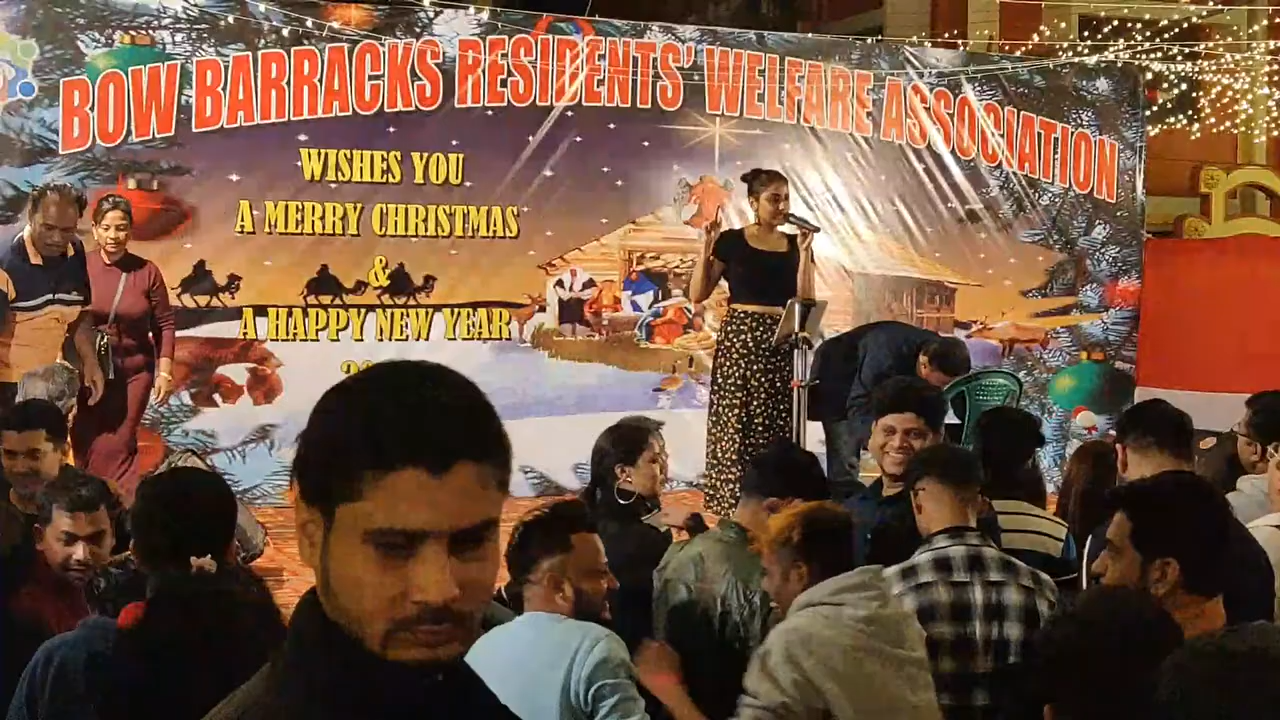 BOW BARRACKS RESIDENTS' WELFARE ASSOCIATION
WISHES YOU
A MERRY CHRISTMAS
&
A HAPPY NEW YEAR